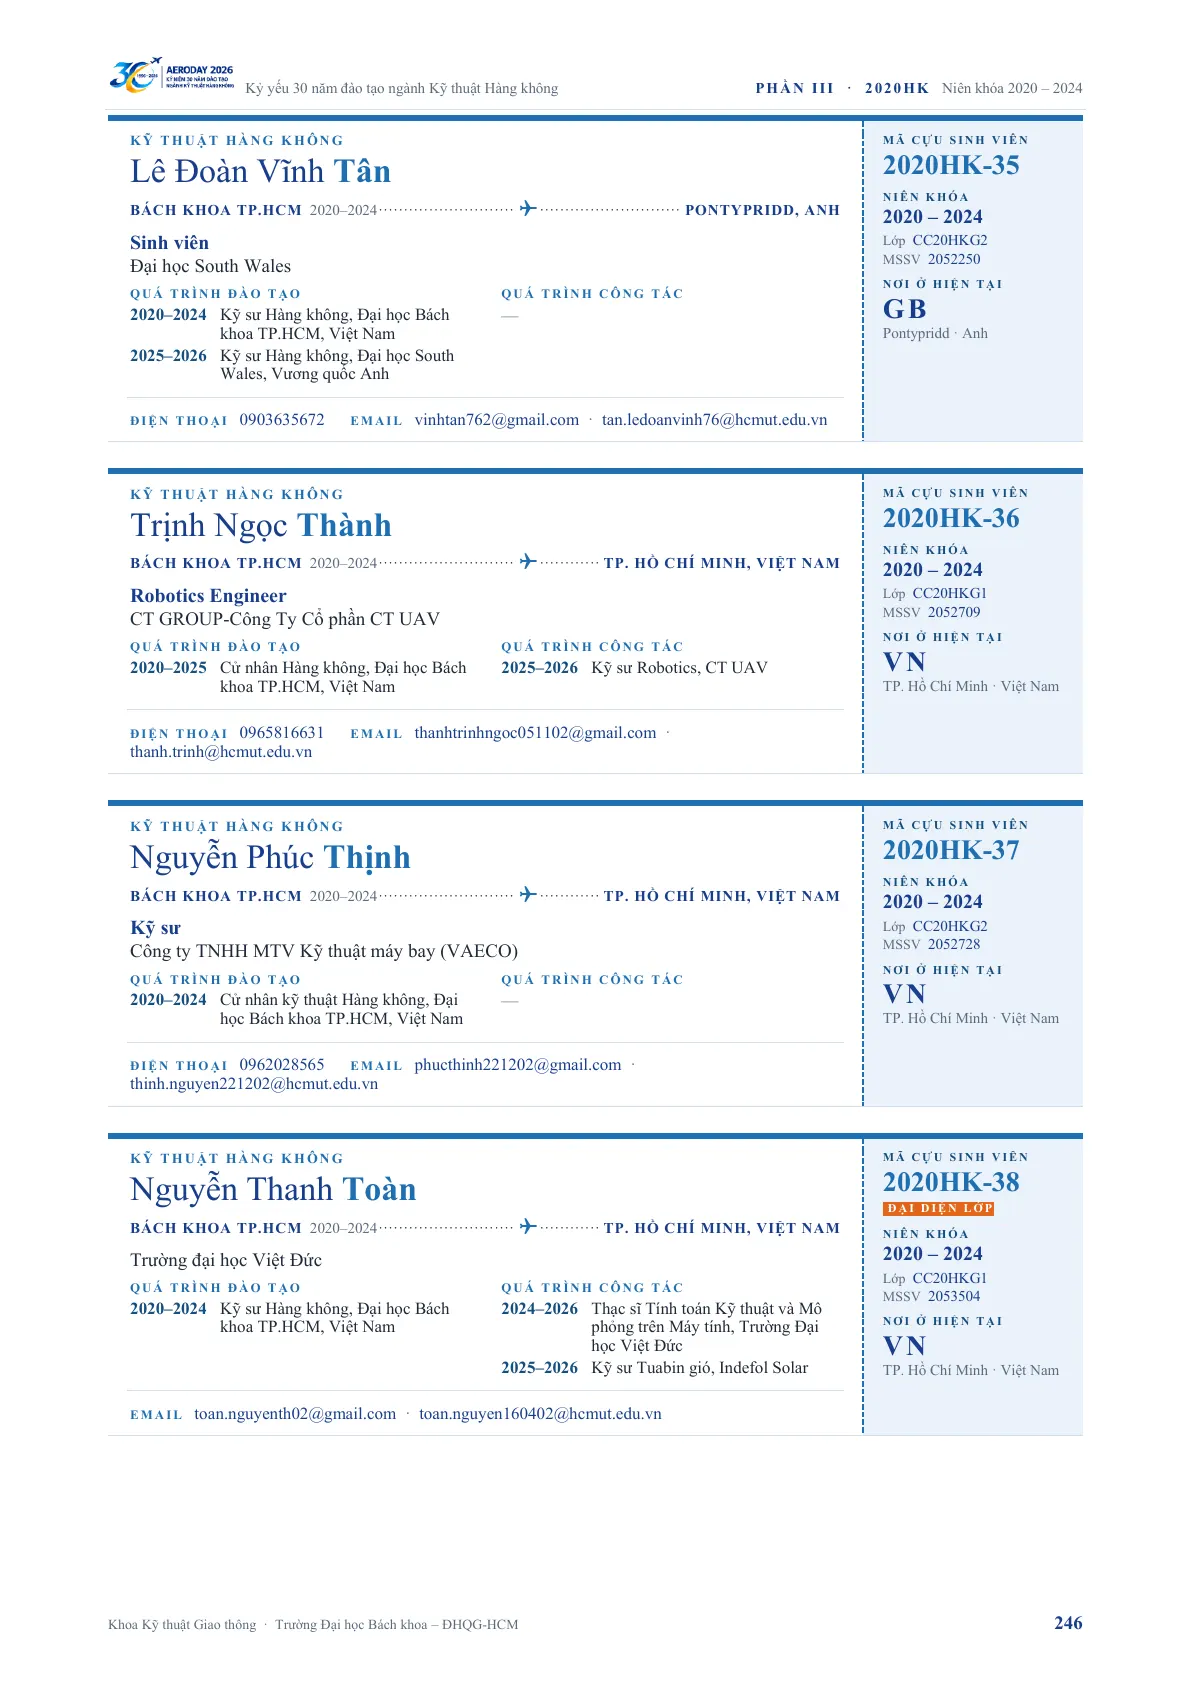 30 1996 - 2026 AERODAY 2026
KỶ NIỆM 30 NĂM ĐÀO TẠO
NGÀNH KỸ THUẬT HÀNG KHÔNG
Kỷ yếu 30 năm đào tạo ngành Kỹ thuật Hàng không
PHẦN III · 2020HK Niên khóa 2020 – 2024
KỸ THUẬT HÀNG KHÔNG
Lê Đoàn Vĩnh Tân
BÁCH KHOA TP.HCM 2020–2024 PONTYPRIDD, ANH
Sinh viên
Đại học South Wales
QUÁ TRÌNH ĐÀO TẠO
2020–2024 Kỹ sư Hàng không, Đại học Bách
khoa TP.HCM, Việt Nam
2025–2026 Kỹ sư Hàng không, Đại học South
Wales, Vương quốc Anh
QUÁ TRÌNH CÔNG TÁC
—
ĐIỆN THOẠI 0903635672 EMAIL vinhtan762@gmail.com · tan.ledoanvinh76@hcmut.edu.vn
MÃ CỰU SINH VIÊN
2020HK-35
NIÊN KHÓA
2020 – 2024
Lớp CC20HKG2
MSSV 2052250
NƠI Ở HIỆN TẠI
GB
Pontypridd · Anh
KỸ THUẬT HÀNG KHÔNG
Trịnh Ngọc Thành
BÁCH KHOA TP.HCM 2020–2024 TP. HỒ CHÍ MINH, VIỆT NAM
Robotics Engineer
CT GROUP-Công Ty Cổ phần CT UAV
QUÁ TRÌNH ĐÀO TẠO
2020–2025 Cử nhân Hàng không, Đại học Bách
khoa TP.HCM, Việt Nam
QUÁ TRÌNH CÔNG TÁC
2025–2026 Kỹ sư Robotics, CT UAV
ĐIỆN THOẠI 0965816631 EMAIL thanhtrinhngoc051102@gmail.com ·
thanh.trinh@hcmut.edu.vn
MÃ CỰU SINH VIÊN
2020HK-36
NIÊN KHÓA
2020 – 2024
Lớp CC20HKG1
MSSV 2052709
NƠI Ở HIỆN TẠI
VN
TP. Hồ Chí Minh · Việt Nam
KỸ THUẬT HÀNG KHÔNG
Nguyễn Phúc Thịnh
BÁCH KHOA TP.HCM 2020–2024 TP. HỒ CHÍ MINH, VIỆT NAM
Kỹ sư
Công ty TNHH MTV Kỹ thuật máy bay (VAECO)
QUÁ TRÌNH ĐÀO TẠO
2020–2024 Cử nhân kỹ thuật Hàng không, Đại
học Bách khoa TP.HCM, Việt Nam
QUÁ TRÌNH CÔNG TÁC
—
ĐIỆN THOẠI 0962028565 EMAIL phucthinh221202@gmail.com ·
thinh.nguyen221202@hcmut.edu.vn
MÃ CỰU SINH VIÊN
2020HK-37
NIÊN KHÓA
2020 – 2024
Lớp CC20HKG2
MSSV 2052728
NƠI Ở HIỆN TẠI
VN
TP. Hồ Chí Minh · Việt Nam
KỸ THUẬT HÀNG KHÔNG
Nguyễn Thanh Toàn
BÁCH KHOA TP.HCM 2020–2024 TP. HỒ CHÍ MINH, VIỆT NAM
Trường đại học Việt Đức
QUÁ TRÌNH ĐÀO TẠO
2020–2024 Kỹ sư Hàng không, Đại học Bách
khoa TP.HCM, Việt Nam
QUÁ TRÌNH CÔNG TÁC
2024–2026 Thạc sĩ Tính toán Kỹ thuật và Mô
phỏng trên Máy tính, Trường Đại
học Việt Đức
2025–2026 Kỹ sư Tuabin gió, Indefol Solar
EMAIL toan.nguyenth02@gmail.com · toan.nguyen160402@hcmut.edu.vn
MÃ CỰU SINH VIÊN
2020HK-38
ĐẠI DIỆN LỚP
NIÊN KHÓA
2020 – 2024
Lớp CC20HKG1
MSSV 2053504
NƠI Ở HIỆN TẠI
VN
TP. Hồ Chí Minh · Việt Nam
Khoa Kỹ thuật Giao thông · Trường Đại học Bách khoa – ĐHQG-HCM
246